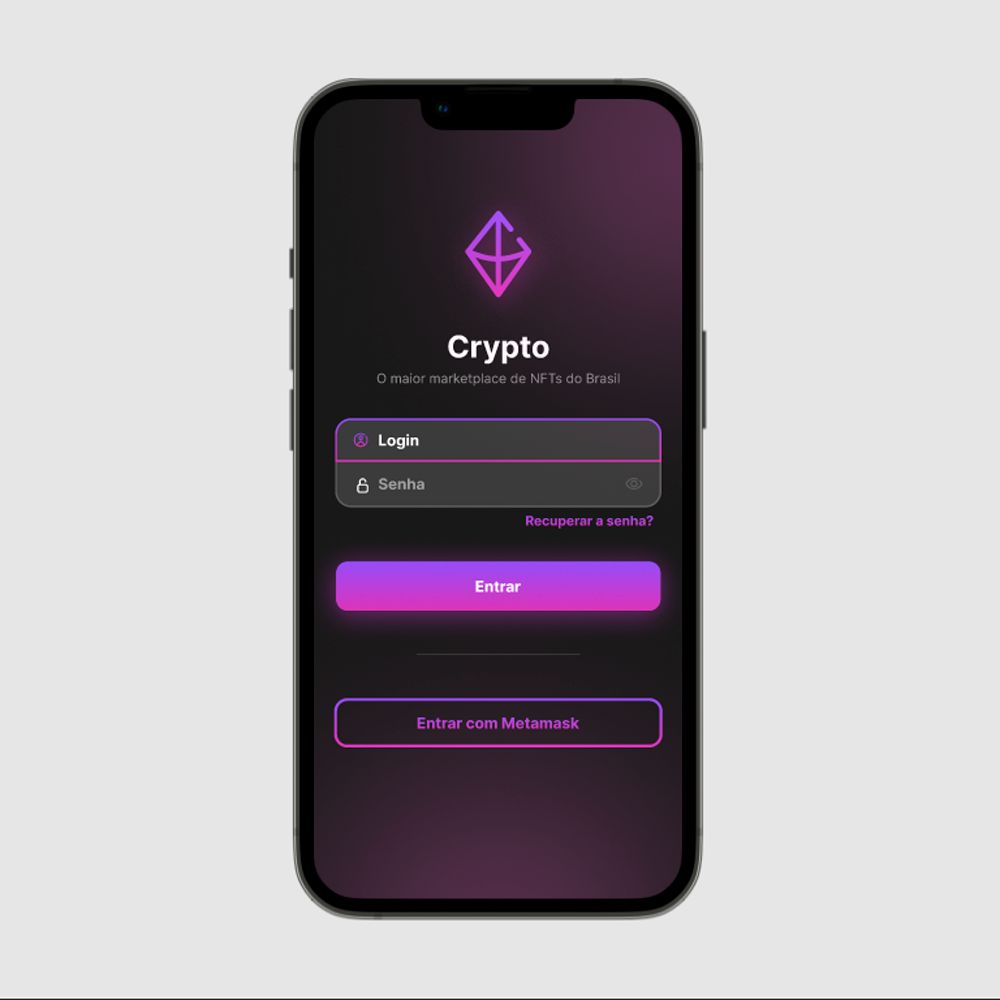 Crypto
O maior marketplace de NFTs do Brasil
Login
Senha
Recuperar a senha?
Entrar
Entrar com Metamask